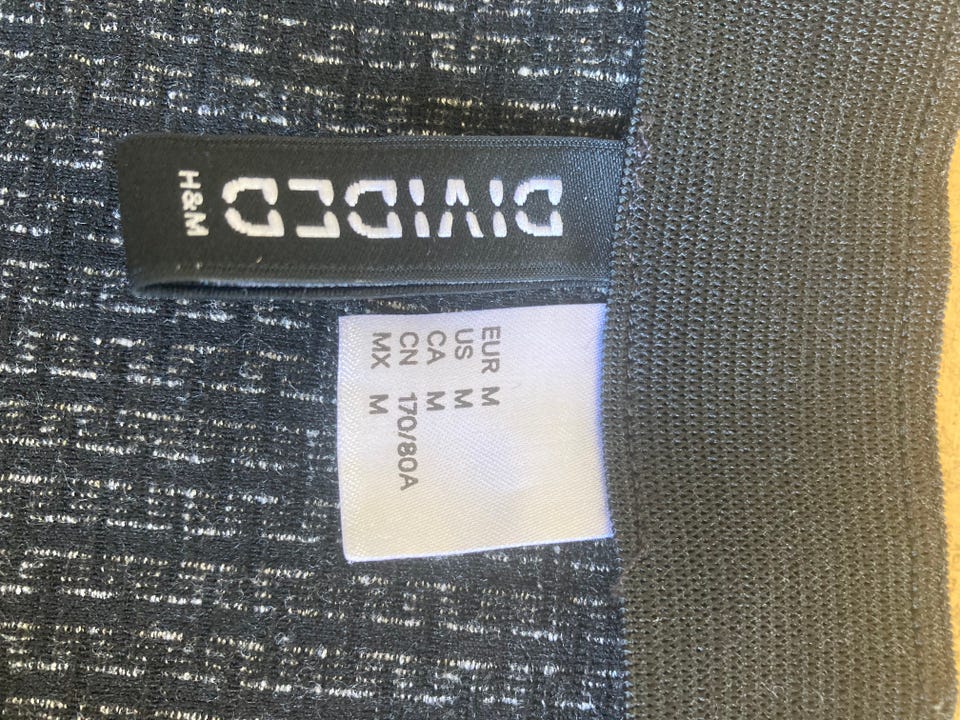 DIVIDED
H&M
EUR M
US M
CA M
CN 170/80A
MX M